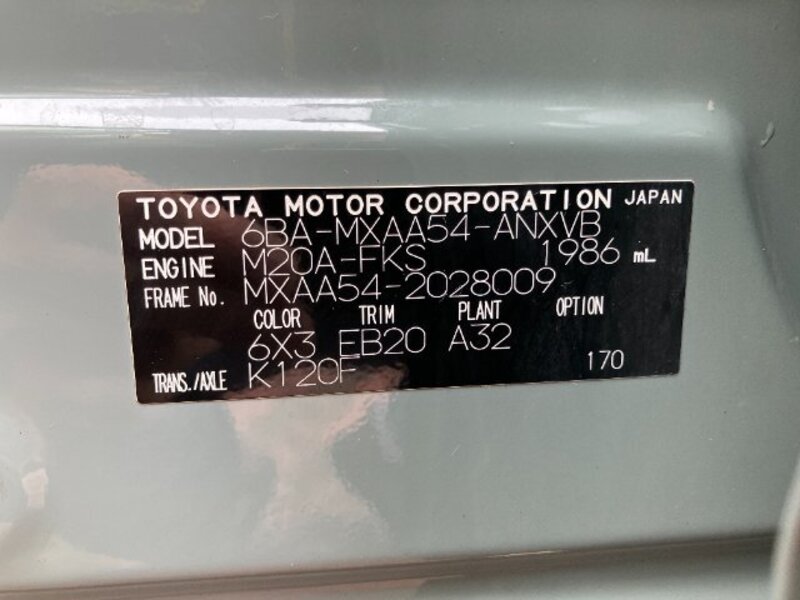 TOYOTA MOTOR CORPORATION JAPAN
MODEL 6BA-MXAA54-ANXVB
ENGINE M20A-FKS 1986 mL
FRAME No. MXAA54-2028009
COLOR TRIM PLANT OPTION
6X3 EB20 A32
TRANS./AXLE K120F 170